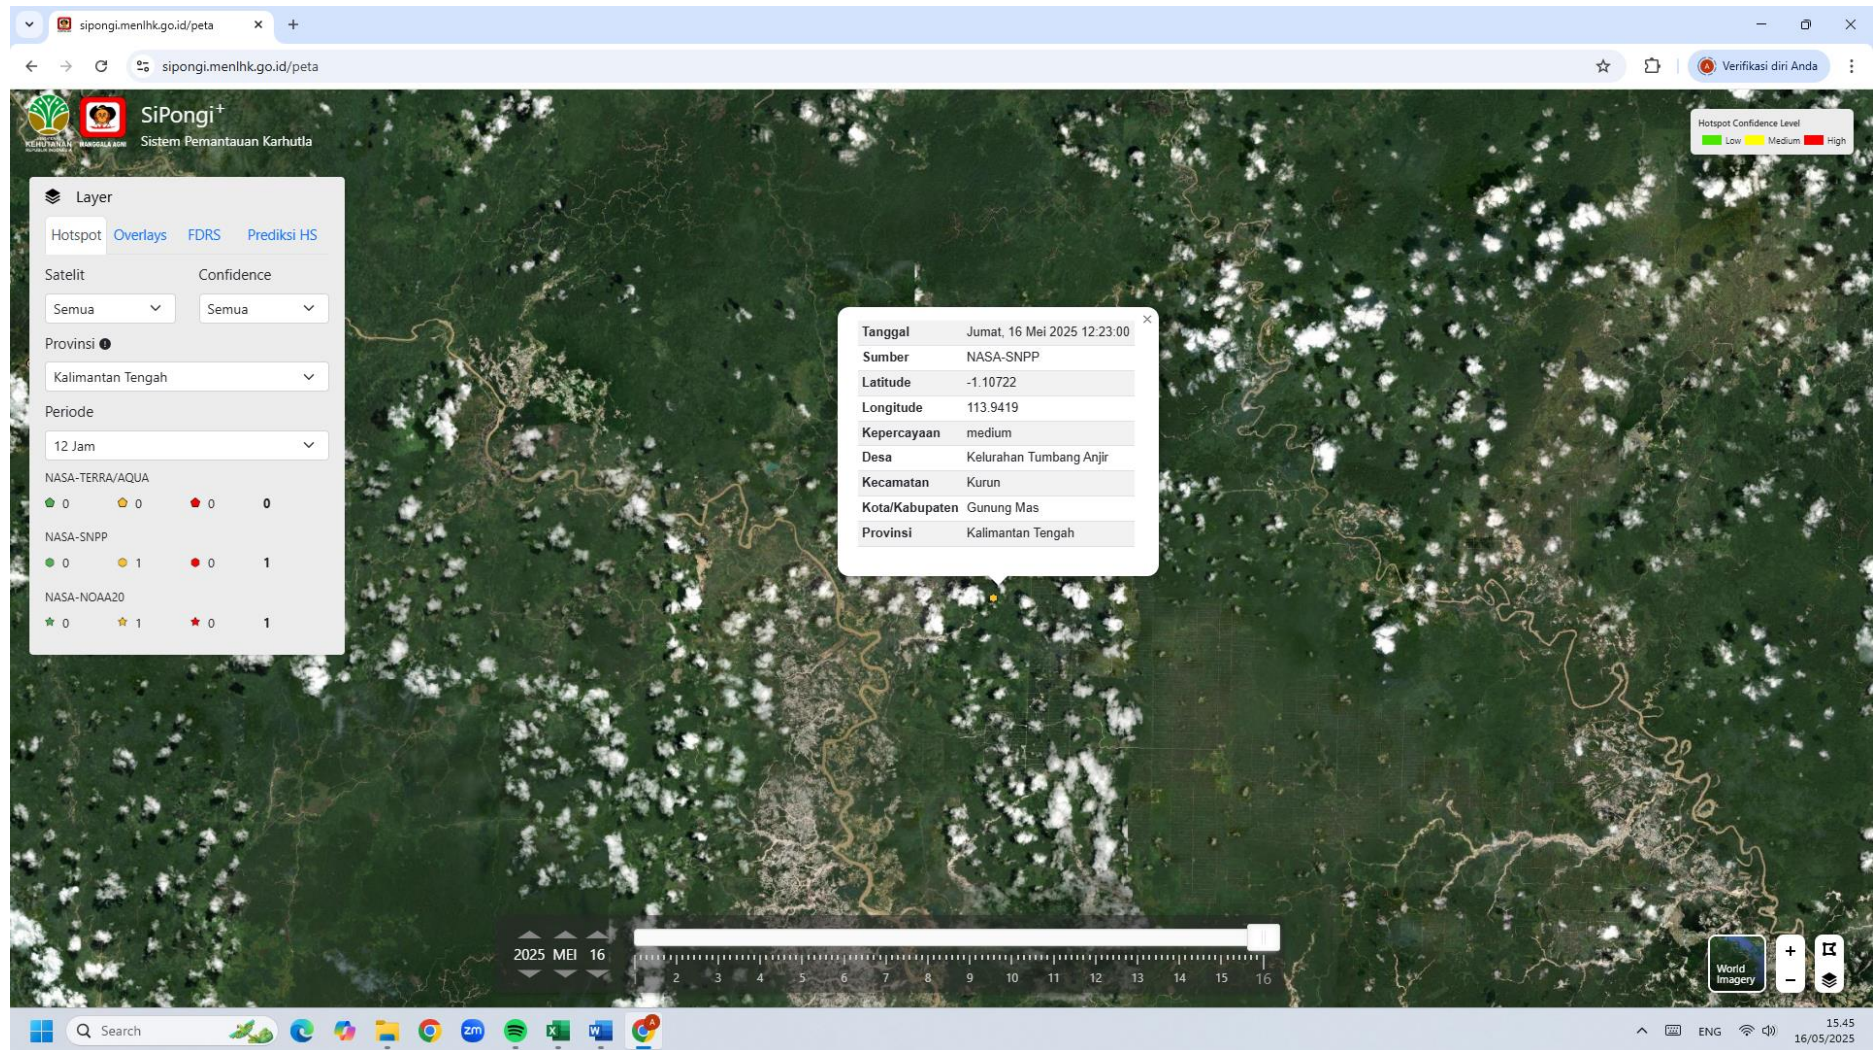 sipongi.menlhk.go.id/peta
sipongi.menlhk.go.id/peta
Verifikasi diri Anda
KEHUTANAN
MANGGALA AGNI
SiPongi+
Sistem Pemantauan Karhutla
Hotspot Confidence Level
Low Medium High
Layer
Hotspot Overlays FDRS Prediksi HS
Satelit Confidence
Semua Semua
Provinsi
Kalimantan Tengah
Periode
12 Jam
NASA-TERRA/AQUA
0 0 0 0
NASA-SNPP
0 1 0 1
NASA-NOAA20
0 1 0 1
Tanggal Jumat, 16 Mei 2025 12:23:00
Sumber NASA-SNPP
Latitude -1.10722
Longitude 113.9419
Kepercayaan medium
Desa Kelurahan Tumbang Anjir
Kecamatan Kurun
Kota/Kabupaten Gunung Mas
Provinsi Kalimantan Tengah
2025 MEI 16
2 3 4 5 6 7 8 9 10 11 12 13 14 15 16
World
Imagery
+
−
Search
zm
ENG
15.45
16/05/2025